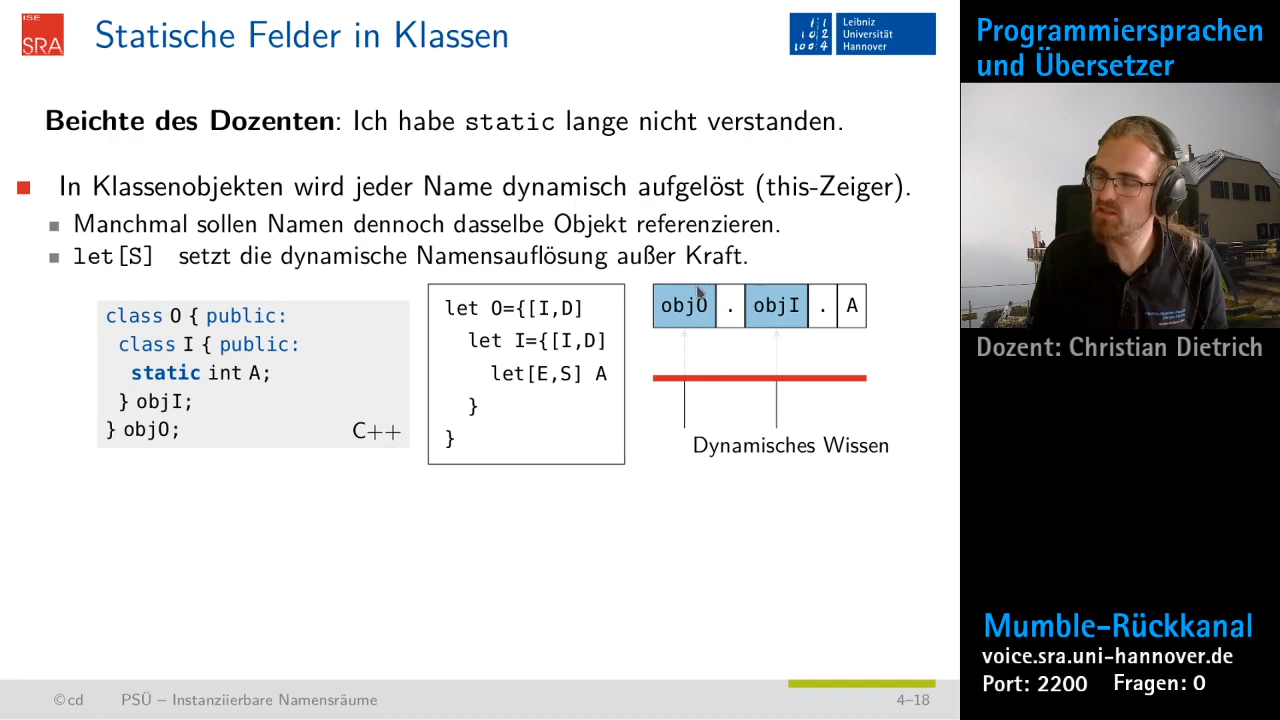 ISE
SRA
Statische Felder in Klassen
Leibniz
Universität
Hannover
Beichte des Dozenten: Ich habe static lange nicht verstanden.
In Klassenobjekten wird jeder Name dynamisch aufgelöst (this-Zeiger).
Manchmal sollen Namen dennoch dasselbe Objekt referenzieren.
let[S] setzt die dynamische Namensauflösung außer Kraft.
class O { public:
class I { public:
static int A;
} objI;
} objO;
C++
let O={[I,D]
let I={[I,D]
let[E,S] A
}
}
objO . objI . A
Dynamisches Wissen
©cd PSÜ – Instanziierbare Namensräume 4–18
Programmiersprachen
und Übersetzer
Dozent: Christian Dietrich
Mumble-Rückkanal
voice.sra.uni-hannover.de
Port: 2200 Fragen: 0